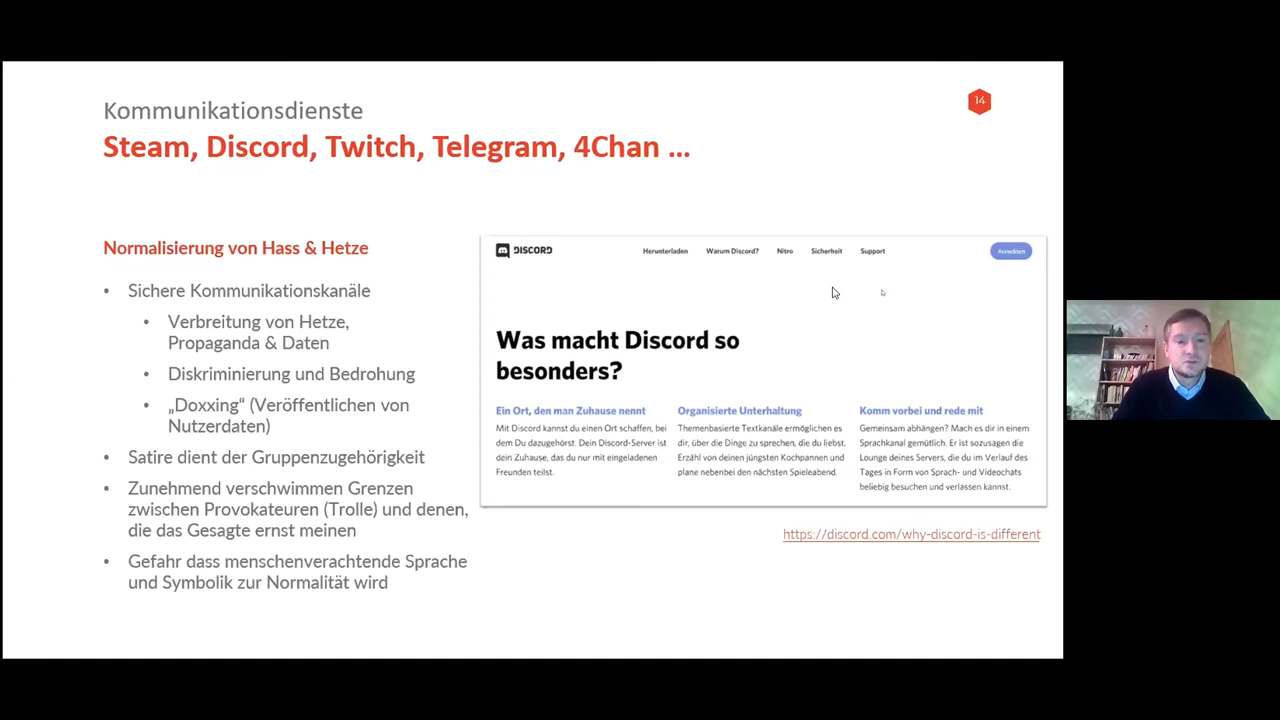 Kommunikationsdienste
14
Steam, Discord, Twitch, Telegram, 4Chan ...
Normalisierung von Hass & Hetze
• Sichere Kommunikationskanäle
• Verbreitung von Hetze,
Propaganda & Daten
• Diskriminierung und Bedrohung
• „Doxxing“ (Veröffentlichen von
Nutzerdaten)
• Satire dient der Gruppenzugehörigkeit
• Zunehmend verschwimmen Grenzen
zwischen Provokateuren (Trolle) und denen,
die das Gesagte ernst meinen
• Gefahr dass menschenverachtende Sprache
und Symbolik zur Normalität wird
DISCORD
Herunterladen Warum Discord? Nitro Sicherheit Support
Anmelden
Was macht Discord so
besonders?
Ein Ort, den man Zuhause nennt
Mit Discord kannst du einen Ort schaffen, bei
dem Du dazugehörst. Dein Discord-Server ist
dein Zuhause, das du nur mit eingeladenen
Freunden teilst.
Organisierte Unterhaltung
Themenbasierte Textkanäle ermöglichen es
dir, über die Dinge zu sprechen, die du liebst.
Erzähl von deinen jüngsten Kochpannen und
plane nebenbei den nächsten Spieleabend.
Komm vorbei und rede mit
Gemeinsam abhängen? Mach es dir in einem
Sprachkanal gemütlich. Er ist sozusagen die
Lounge deines Servers, die du im Verlauf des
Tages in Form von Sprach- und Videochats
beliebig besuchen und verlassen kannst.
https://discord.com/why-discord-is-different